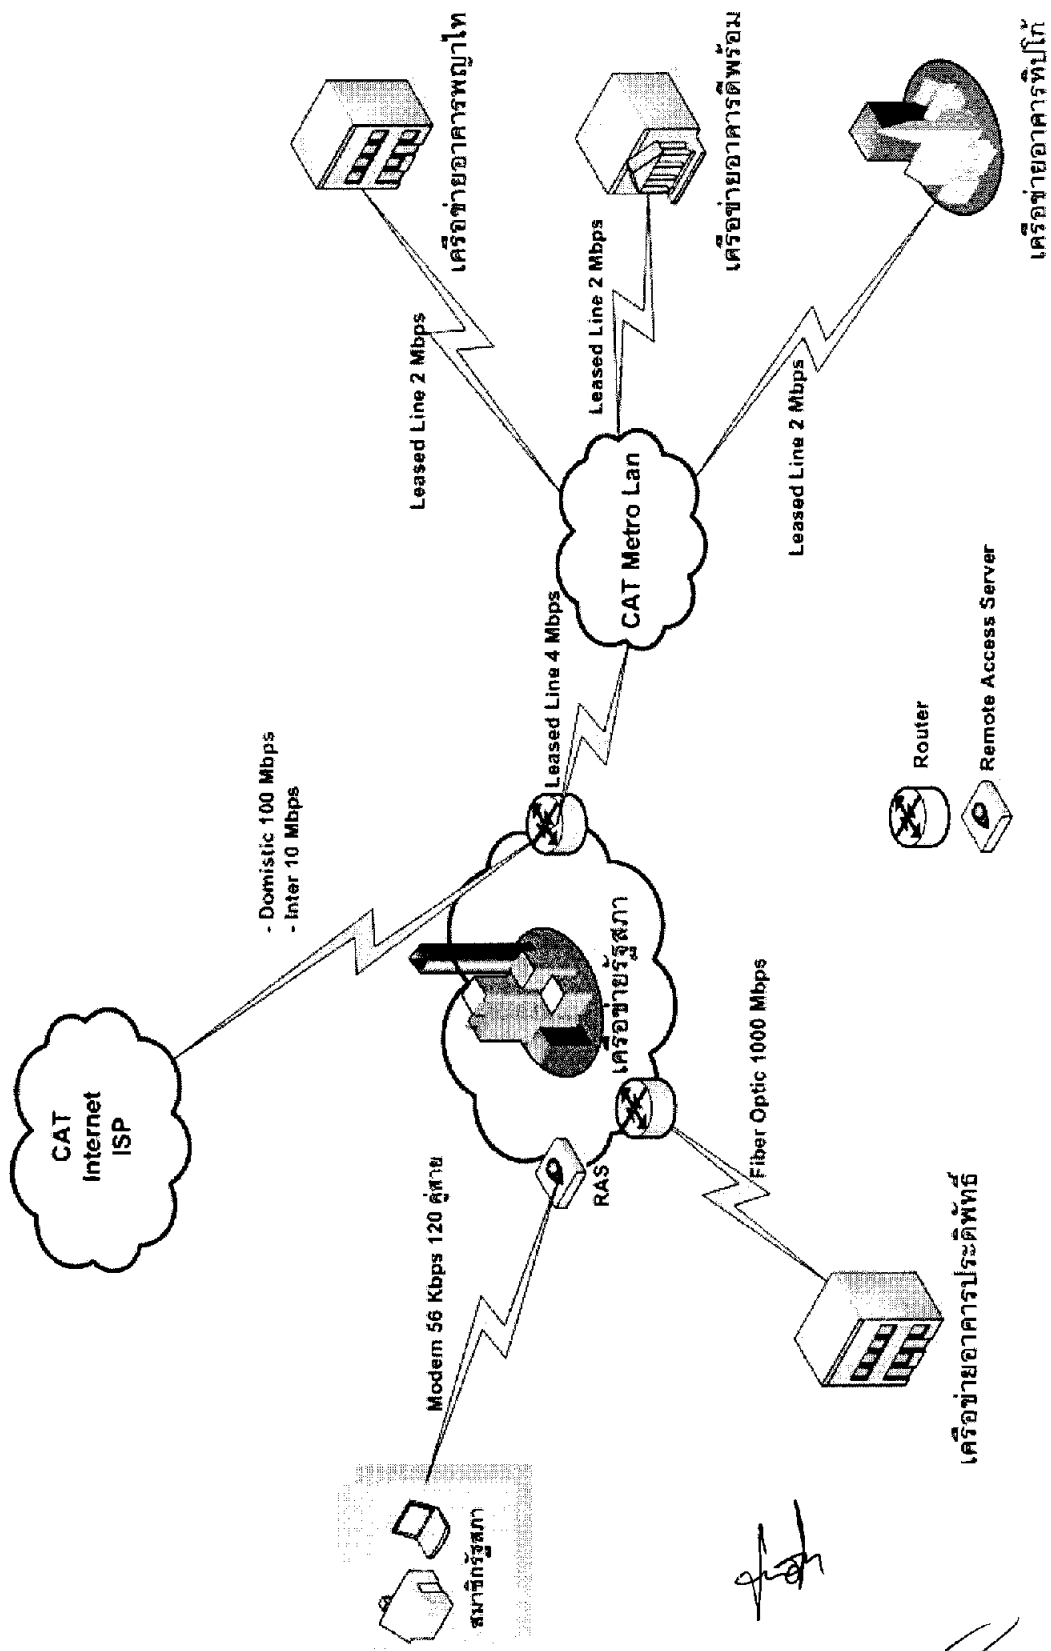 CAT
Internet
ISP
- Domistic 100 Mbps
- Inter 10 Mbps
Leased Line 2 Mbps
เครือข่ายอาคารพญาไท
Modem 56 Kbps 120 คู่สาย
สมาชิกรัฐสภา
RAS
เครือข่ายรัฐสภา
Leased Line 4 Mbps
CAT Metro Lan
Leased Line 2 Mbps
เครือข่ายอาคารดีพร้อม
Fiber Optic 1000 Mbps
เครือข่ายอาคารประดิพัทธ์
Leased Line 2 Mbps
เครือข่ายอาคารทิปโก้
Router
Remote Access Server